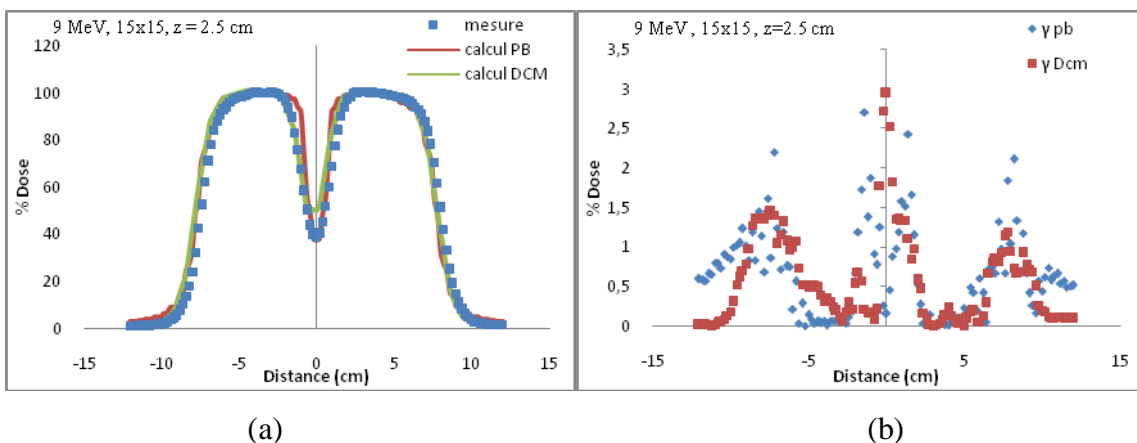 9 MeV, 15x15, z = 2.5 cm
mesure
calcul PB
calcul DCM
120
100
80
60
40
20
0
% Dose
-15
-10
-5
0
5
10
15
Distance (cm)
(a)
9 MeV , 15x15, z=2.5 cm
γ pb
γ Dcm
3,5
3
2,5
2
1,5
1
0,5
0
% Dose
-15
-5
5
15
Distance (cm)
(b)